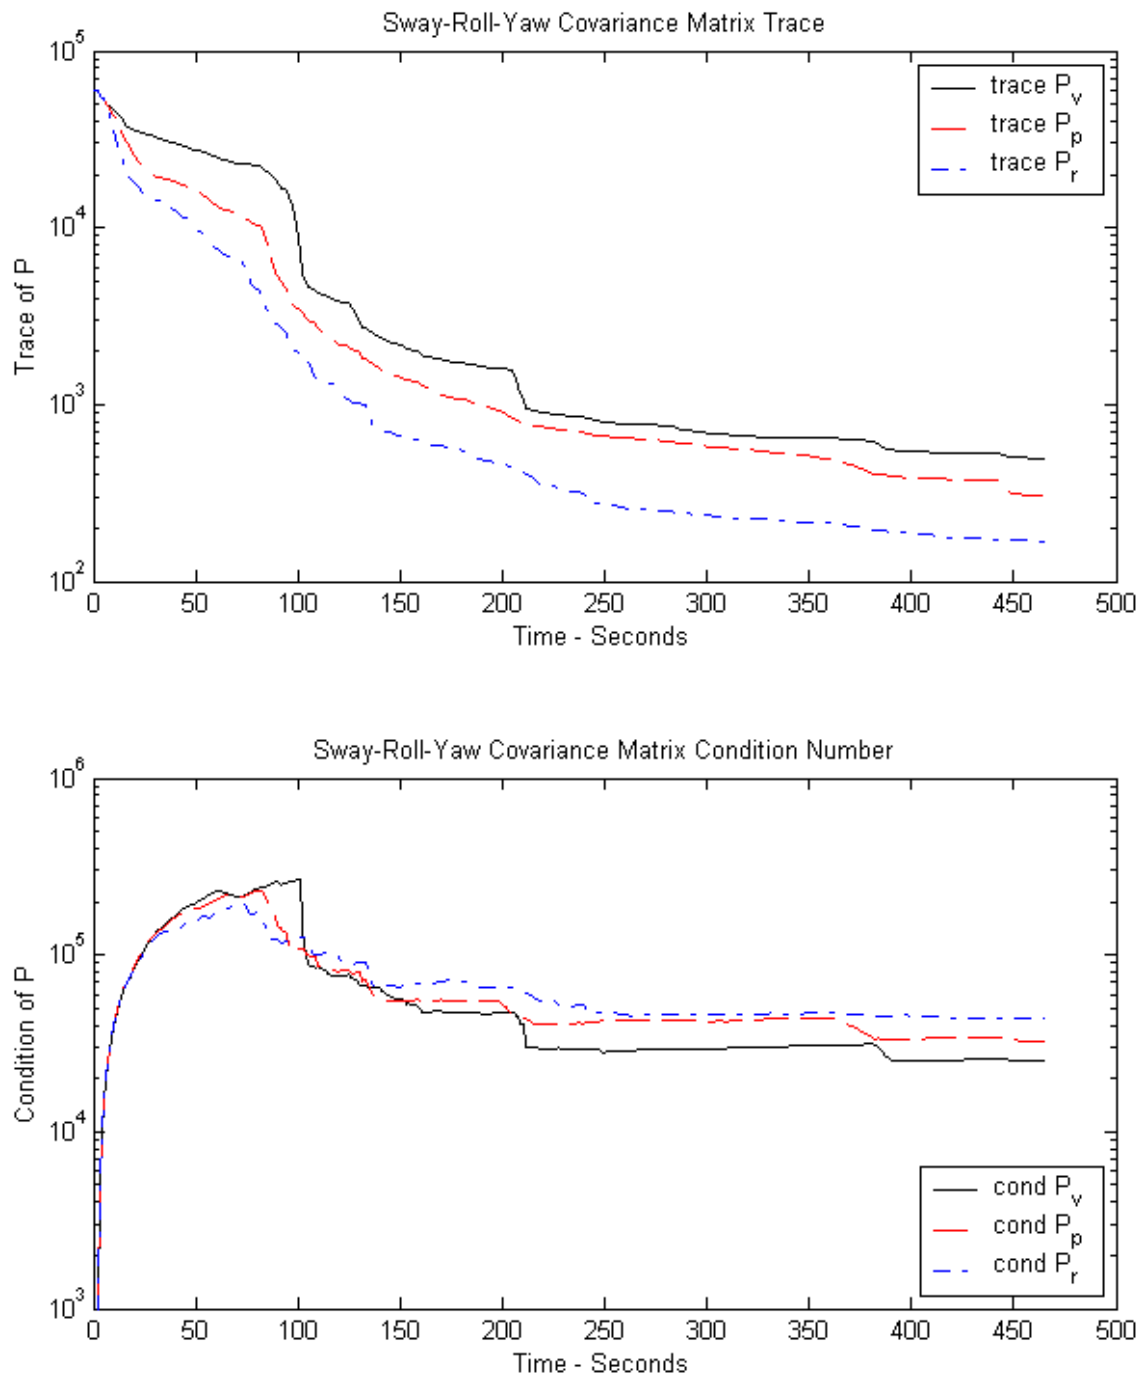 Sway-Roll-Yaw Covariance Matrix Trace
10^5
10^4
10^3
10^2
Trace of P
trace P_v
trace P_p
trace P_r
0 50 100 150 200 250 300 350 400 450 500
Time - Seconds
Sway-Roll-Yaw Covariance Matrix Condition Number
10^6
10^5
10^4
10^3
Condition of P
cond P_v
cond P_p
cond P_r
0 50 100 150 200 250 300 350 400 450 500
Time - Seconds